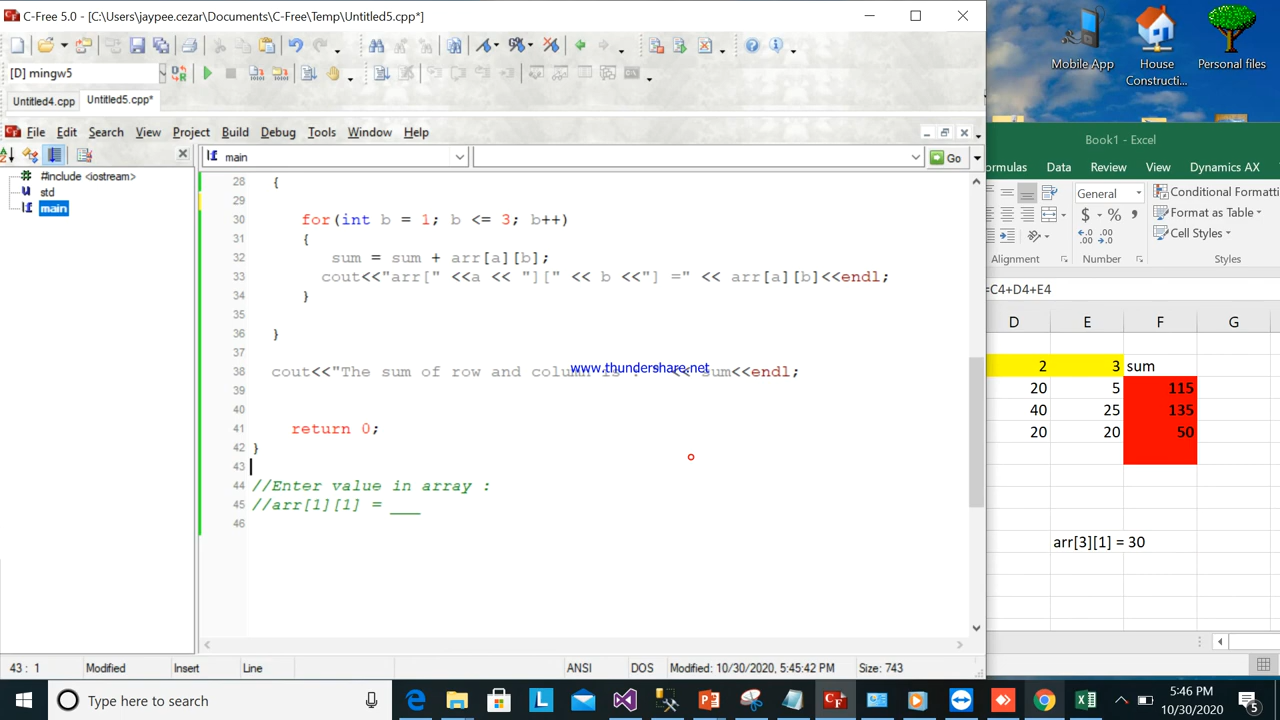 C-Free 5.0 - [C:\Users\jaypee.cezar\Documents\C-Free\Temp\Untitled5.cpp*]
[D] mingw5
Untitled4.cpp
Untitled5.cpp*
File Edit Search View Project Build Debug Tools Window Help
main
Go
#include <iostream>
std
main
28 {
29
30 for(int b = 1; b <= 3; b++)
31 {
32 sum = sum + arr[a][b];
33 cout<<"arr[" <<a << "][" << b <<"] =" << arr[a][b]<<endl;
34 }
35
36 }
37
38 cout<<"The sum of row and column is : " << sum<<endl;
www.thundershare.net
39
40
41 return 0;
42 }
43
44 //Enter value in array :
45 //arr[1][1] = ___
46
43 : 1 Modified Insert Line ANSI DOS Modified: 10/30/2020, 5:45:42 PM Size: 743
Mobile App
House Constructi...
Personal files
Book1 - Excel
ormulas Data Review View Dynamics AX
General
$ % ,
Conditional Formatti
Format as Table
Cell Styles
Alignment Number Styles
=C4+D4+E4
D E F G
2 3 sum
20 5 115
40 25 135
20 20 50
arr[3][1] = 30
Type here to search
5:46 PM
10/30/2020
5